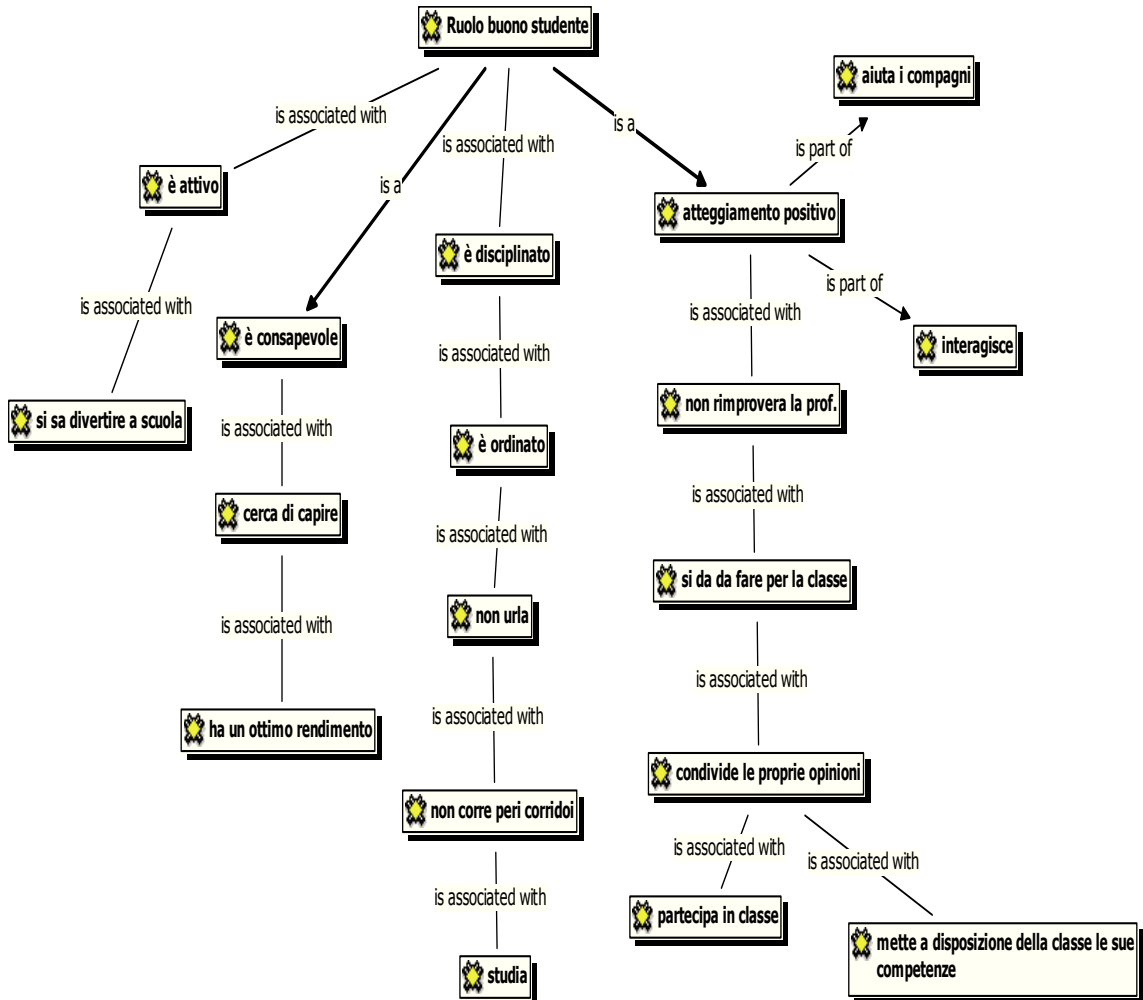 Ruolo buono studente
aiuta i compagni
is associated with
is a
is associated with
is a
is part of
è attivo
atteggiamento positivo
è disciplinato
is associated with
is part of
is associated with
è consapevole
is associated with
interagisce
si sa divertire a scuola
is associated with
è ordinato
non rimprovera la prof.
cerca di capire
is associated with
is associated with
si da da fare per la classe
is associated with
non urla
is associated with
ha un ottimo rendimento
is associated with
condivide le proprie opinioni
non corre peri corridoi
is associated with
is associated with
is associated with
partecipa in classe
mette a disposizione della classe le sue
competenze
studia